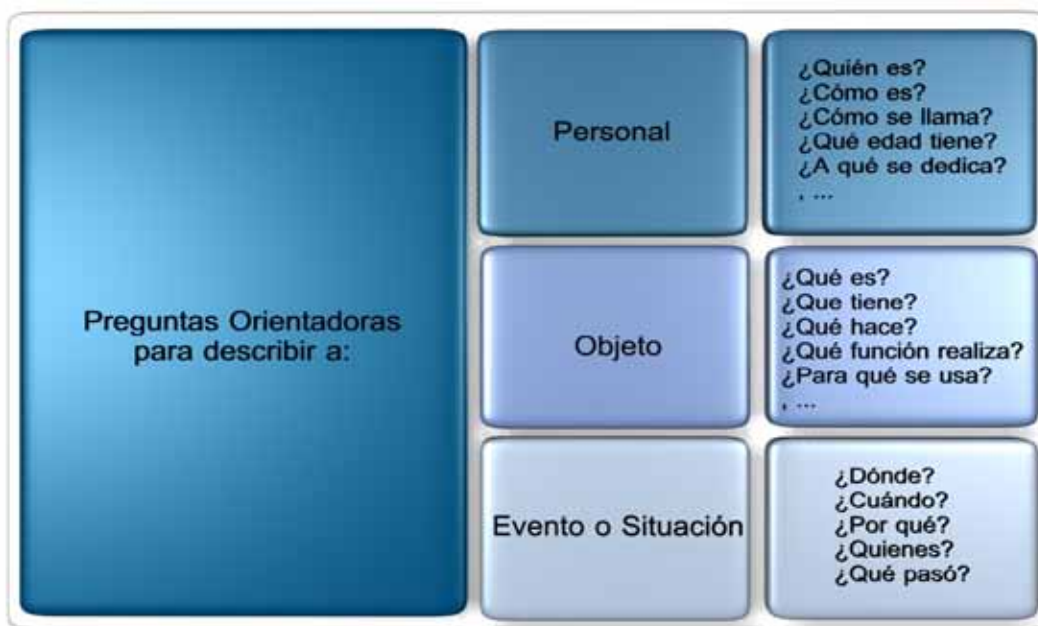 Preguntas Orientadoras
para describir a:
Personal
¿Quién es?
¿Cómo es?
¿Cómo se llama?
¿Qué edad tiene?
¿A qué se dedica?
, ...
Objeto
¿Qué es?
¿Que tiene?
¿Qué hace?
¿Qué función realiza?
¿Para qué se usa?
, ...
Evento o Situación
¿Dónde?
¿Cuándo?
¿Por qué?
¿Quienes?
¿Qué pasó?